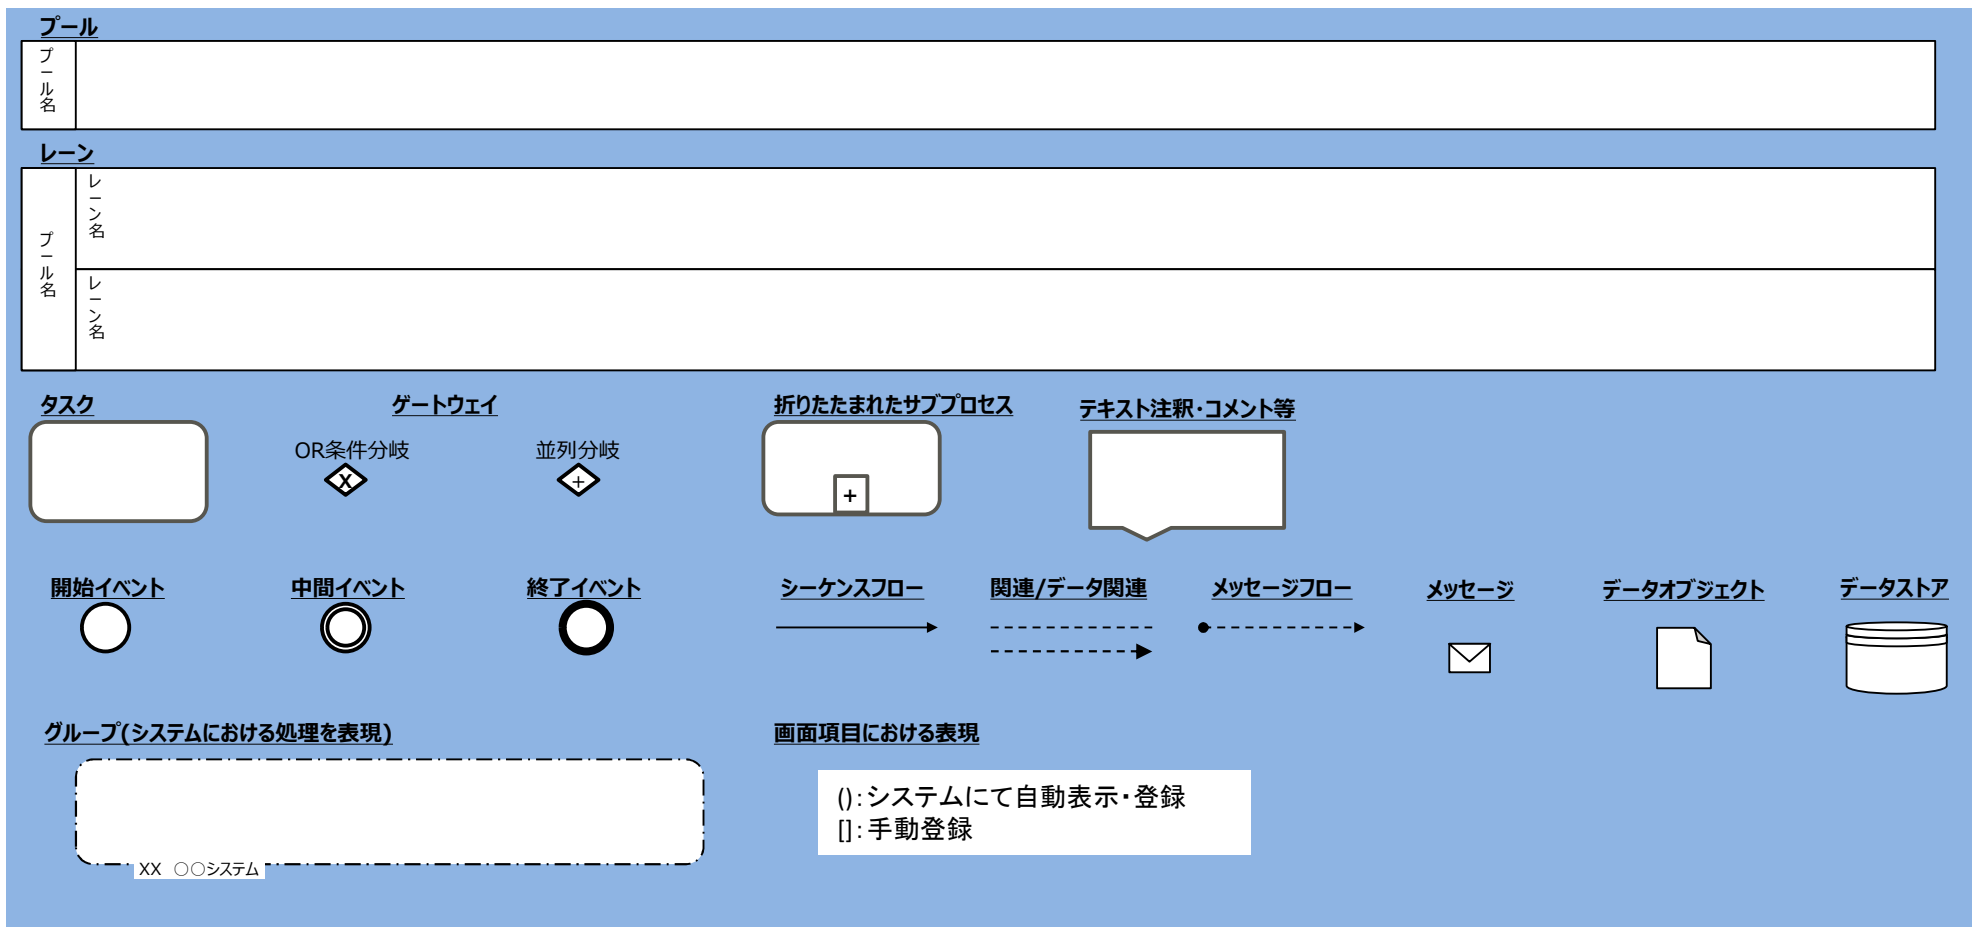 プール
プール名
レーン
プール名
レーン名
レーン名
タスク
ゲートウェイ
折りたたまれたサブプロセス
テキスト注釈・コメント等
OR条件分岐
並列分岐
X
+
+
開始イベント
中間イベント
終了イベント
シーケンスフロー
関連/データ関連
メッセージフロー
メッセージ
データオブジェクト
データストア
グループ(システムにおける処理を表現)
画面項目における表現
():システムにて自動表示・登録
[]:手動登録
XX ○○システム